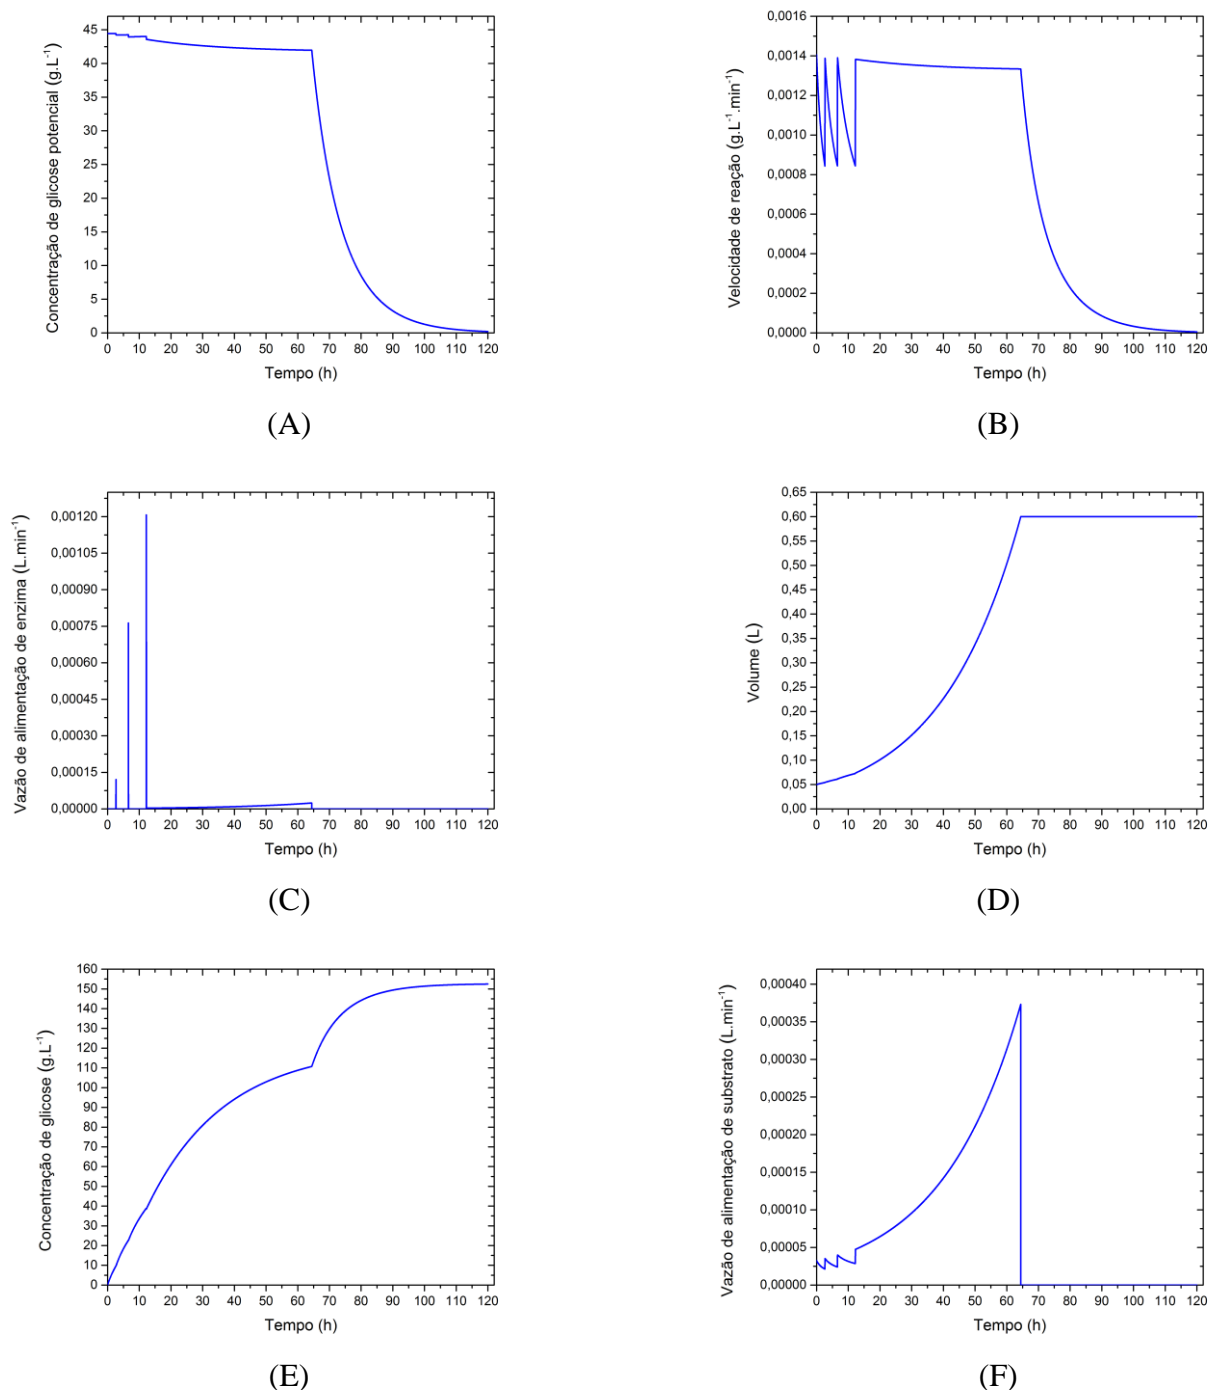 Concentração de glicose potencial (g.L⁻¹)
45
40
35
30
25
20
15
10
5
0
0 10 20 30 40 50 60 70 80 90 100 110 120
Tempo (h)
(A)
Velocidade de reação (g.L⁻¹.min⁻¹)
0,0016
0,0014
0,0012
0,0010
0,0008
0,0006
0,0004
0,0002
0,0000
0 10 20 30 40 50 60 70 80 90 100 110 120
Tempo (h)
(B)
Vazão de alimentação de enzima (L.min⁻¹)
0,00120
0,00105
0,00090
0,00075
0,00060
0,00045
0,00030
0,00015
0,00000
0 10 20 30 40 50 60 70 80 90 100 110 120
Tempo (h)
(C)
Volume (L)
0,65
0,60
0,55
0,50
0,45
0,40
0,35
0,30
0,25
0,20
0,15
0,10
0,05
0,00
0 10 20 30 40 50 60 70 80 90 100 110 120
Tempo (h)
(D)
Concentração de glicose (g.L⁻¹)
160
150
140
130
120
110
100
90
80
70
60
50
40
30
20
10
0
0 10 20 30 40 50 60 70 80 90 100 110 120
Tempo (h)
(E)
Vazão de alimentação de substrato (L.min⁻¹)
0,00040
0,00035
0,00030
0,00025
0,00020
0,00015
0,00010
0,00005
0,00000
0 10 20 30 40 50 60 70 80 90 100 110 120
Tempo (h)
(F)